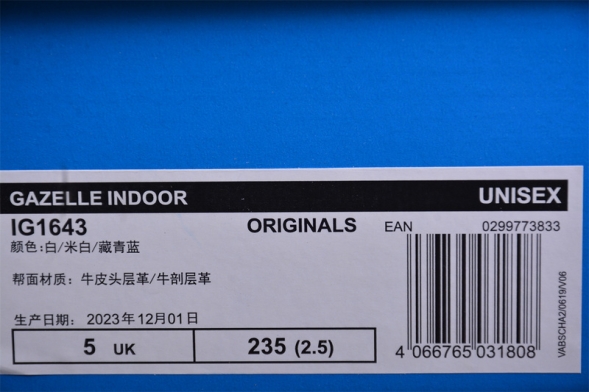 GAZELLE INDOOR UNISEX
IG1643 ORIGINALS EAN 0299773833
颜色:白/米白/藏青蓝
帮面材质：牛皮头层革/牛剖层革
生产日期：2023年12月01日
5 UK 235 (2.5)
4 066765 031808
VABSCHA2/0619/V06